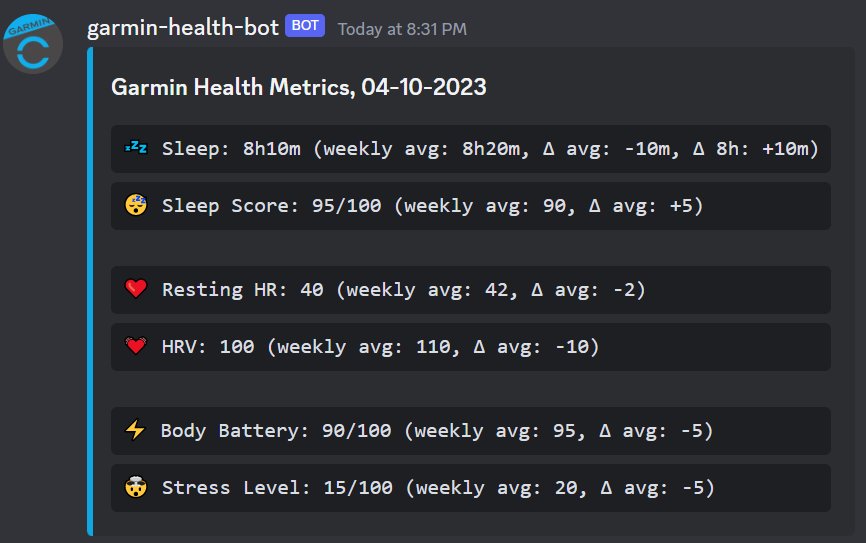 GARMIN
garmin-health-bot BOT Today at 8:31 PM
Garmin Health Metrics, 04-10-2023
💤 Sleep: 8h10m (weekly avg: 8h20m, Δ avg: -10m, Δ 8h: +10m)
😴 Sleep Score: 95/100 (weekly avg: 90, Δ avg: +5)
❤️ Resting HR: 40 (weekly avg: 42, Δ avg: -2)
💓 HRV: 100 (weekly avg: 110, Δ avg: -10)
⚡ Body Battery: 90/100 (weekly avg: 95, Δ avg: -5)
🤯 Stress Level: 15/100 (weekly avg: 20, Δ avg: -5)